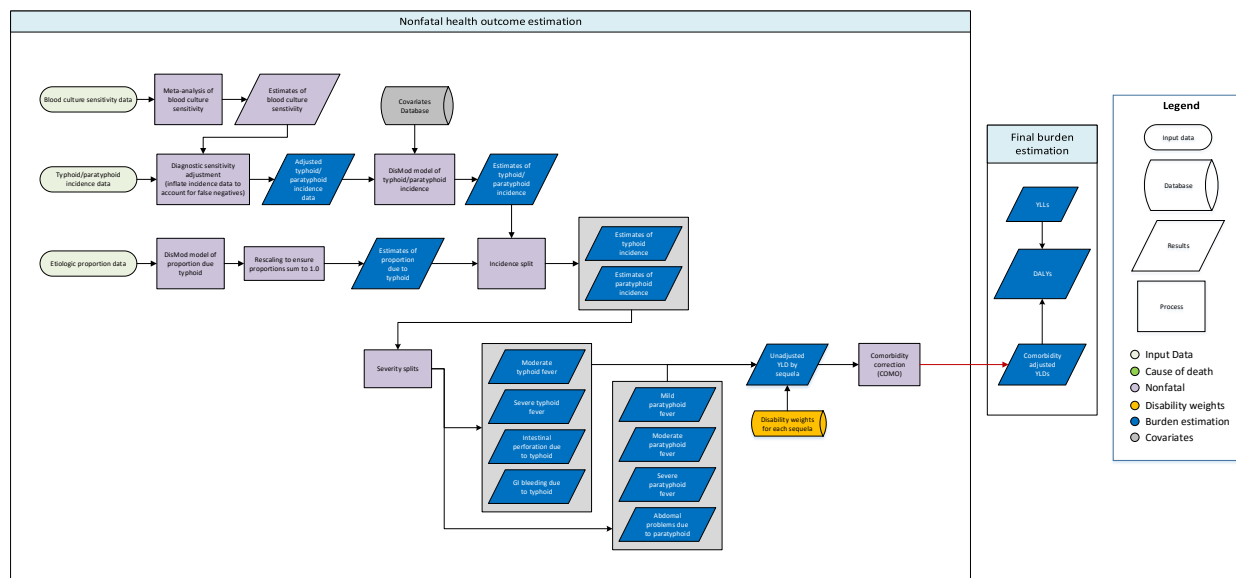 Nonfatal health outcome estimation
Blood culture sensitivity data
Meta-analysis of
blood culture
sensitivity
Estimates of
blood culture
senstiviity
Covariates
Database
Typhoid/paratyphoid
incidence data
Diagnostic sensitivity
adjustment
(inflate incidence data to
account for false negatives)
Adjusted
typhoid/
paratyphoid
incidence
data
DisMod model of
typhoid/paratyphoid
incidence
Estimates of
typhoid/
paratyphoid
incidence
Etiologic proportion data
DisMod model of
proportion due
typhoid
Rescaling to ensure
proportions sum to 1.0
Estimates of
proportion
due to
typhoid
Incidence split
Estimates of
typhoid
incidence
Estimates of
paratyphoid
incidence
Severity splits
Moderate
typhoid fever
Severe typhoid
fever
Intestinal
perforation due
to typhoid
GI bleeding due
to typhoid
Mild
paratyphoid
fever
Moderate
paratyphoid
fever
Severe
paratyphoid
fever
Abdomal
problems due
to paratyphoid
Unadjusted
YLD by
sequela
Disability weights
for each sequela
Comorbidity
correction
(COMO)
Final burden
estimation
YLLs
DALYs
Comorbidity
adjusted
YLDs
Legend
Input data
Database
Results
Process
Input Data
Cause of death
Nonfatal
Disability weights
Burden estimation
Covariates